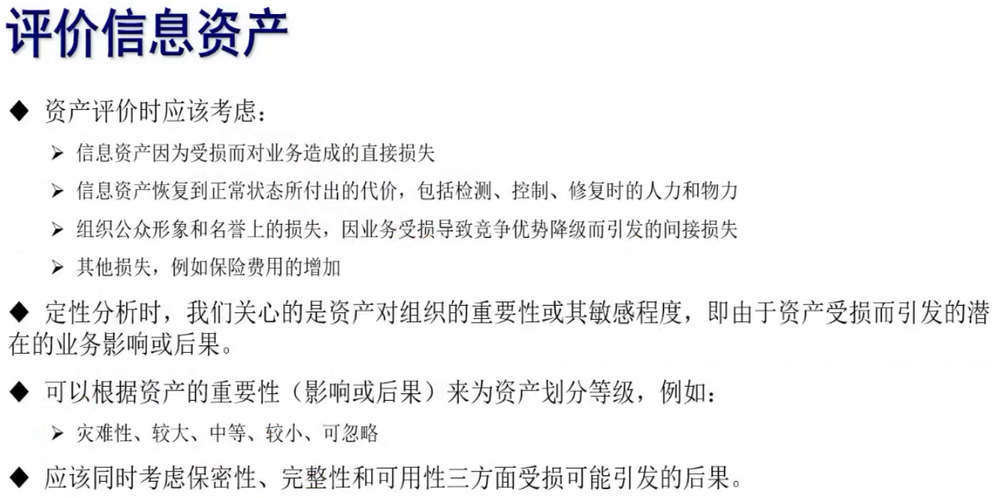 评价信息资产
◆ 资产评价时应该考虑：
➢ 信息资产因为受损而对业务造成的直接损失
➢ 信息资产恢复到正常状态所付出的代价，包括检测、控制、修复时的人力和物力
➢ 组织公众形象和名誉上的损失，因业务受损导致竞争优势降级而引发的间接损失
➢ 其他损失，例如保险费用的增加
◆ 定性分析时，我们关心的是资产对组织的重要性或其敏感程度，即由于资产受损而引发的潜
在的业务影响或后果。
◆ 可以根据资产的重要性（影响或后果）来为资产划分等级，例如：
➢ 灾难性、较大、中等、较小、可忽略
◆ 应该同时考虑保密性、完整性和可用性三方面受损可能引发的后果。